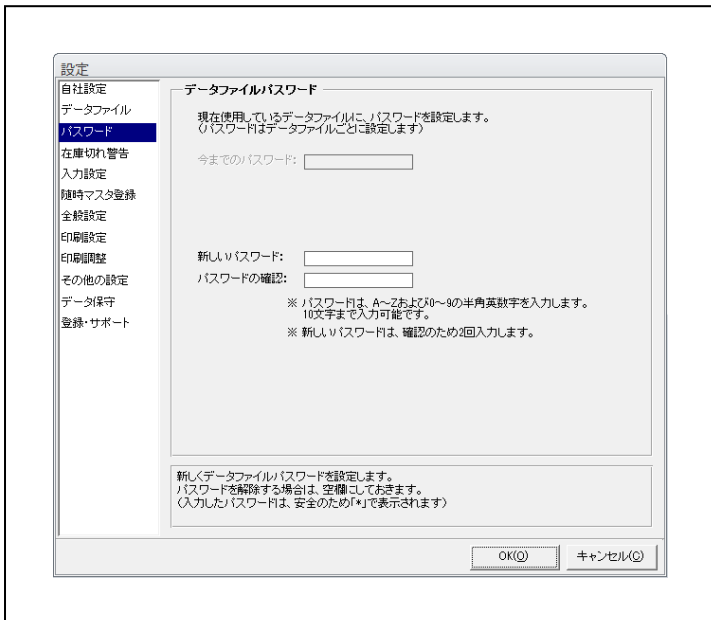 設定
自社設定
データファイル
パスワード
在庫切れ警告
入力設定
随時マスタ登録
全般設定
印刷設定
印刷調整
その他の設定
データ保守
登録・サポート
データファイルパスワード
現在使用しているデータファイルに、パスワードを設定します。
(パスワードはデータファイルごとに設定します)
今までのパスワード:
新しいパスワード:
パスワードの確認:
※ パスワードは、A～Zおよび0～9の半角英数字を入力します。
10文字まで入力可能です。
※ 新しいパスワードは、確認のため2回入力します。
新しくデータファイルパスワードを設定します。
パスワードを解除する場合は、空欄にしておきます。
(入力したパスワードは、安全のため「*」で表示されます)
OK(O)
キャンセル(C)